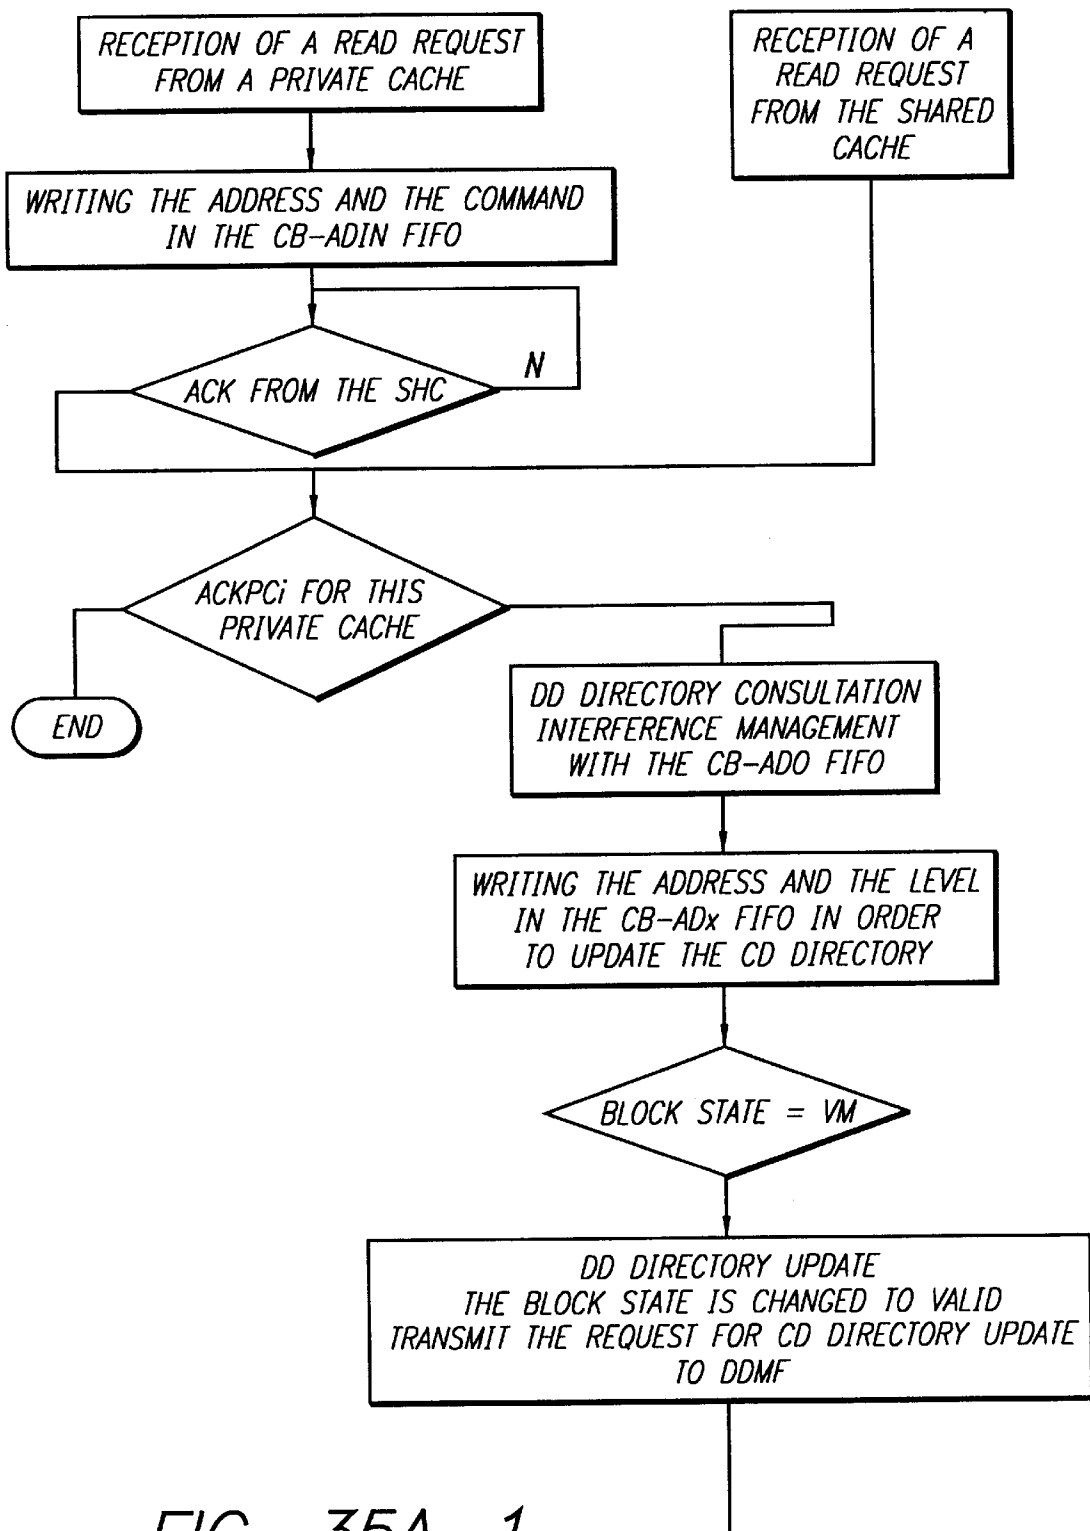 RECEPTION OF A READ REQUEST
FROM A PRIVATE CACHE
RECEPTION OF A
READ REQUEST
FROM THE SHARED
CACHE
WRITING THE ADDRESS AND THE COMMAND
IN THE CB-ADIN FIFO
ACK FROM THE SHC
N
ACKPCi FOR THIS
PRIVATE CACHE
END
DD DIRECTORY CONSULTATION
INTERFERENCE MANAGEMENT
WITH THE CB-ADO FIFO
WRITING THE ADDRESS AND THE LEVEL
IN THE CB-ADx FIFO IN ORDER
TO UPDATE THE CD DIRECTORY
BLOCK STATE = VM
DD DIRECTORY UPDATE
THE BLOCK STATE IS CHANGED TO VALID
TRANSMIT THE REQUEST FOR CD DIRECTORY UPDATE
TO DDMF
FIG. 35A-1